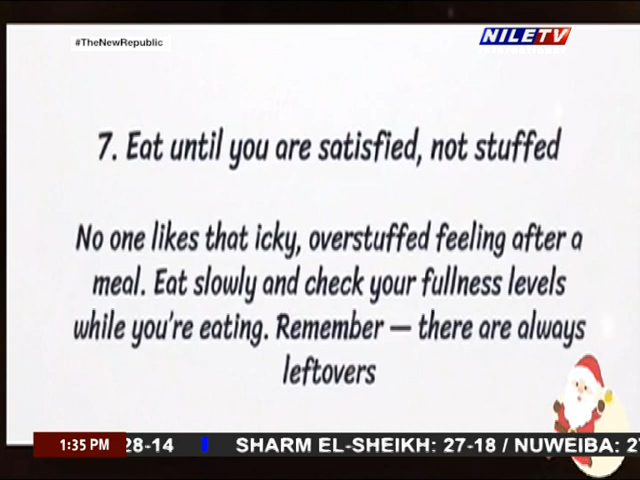 #TheNewRepublic
NILETV
7. Eat until you are satisfied, not stuffed
No one likes that icky, overstuffed feeling after a
meal. Eat slowly and check your fullness levels
while you're eating. Remember — there are always
leftovers
1:35 PM 28-14 SHARM EL-SHEIKH: 27-18 / NUWEIBA: